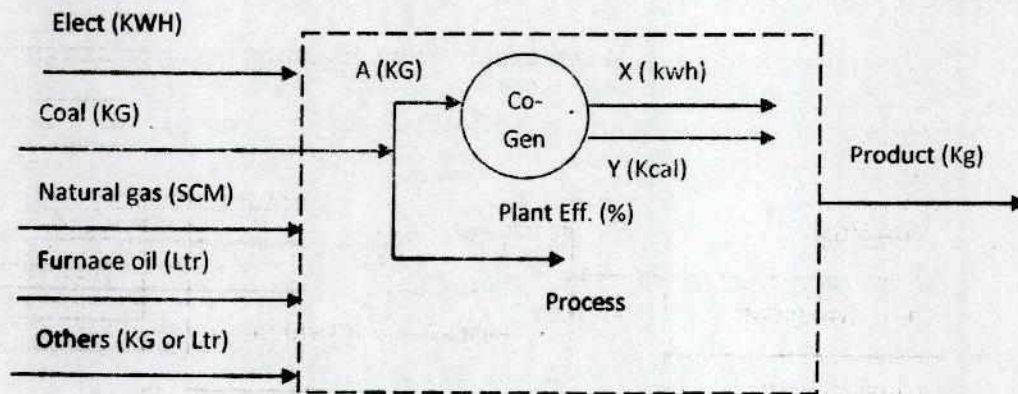 Elect (KWH)
A (KG)
X ( kwh)
Coal (KG)
Co-
Gen
Y (Kcal)
Product (Kg)
Natural gas (SCM)
Plant Eff. (%)
Furnace oil (Ltr)
Process
Others (KG or Ltr)